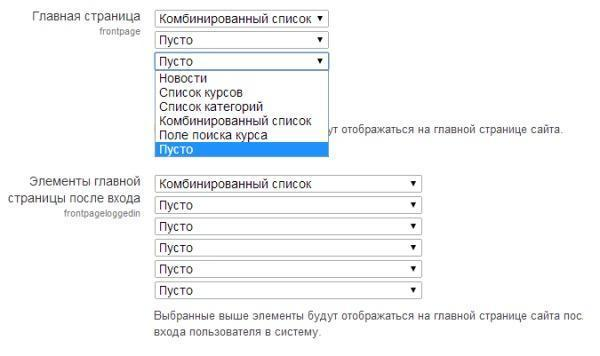 Главная страница
frontpage
Комбинированный список
Пусто
Пусто
Новости
Список курсов
Список категорий
Комбинированный список
Поле поиска курса
Пусто
ут отображаться на главной странице сайта.
Элементы главной
страницы после входа
frontpageloggedin
Комбинированный список
Пусто
Пусто
Пусто
Пусто
Пусто
Выбранные выше элементы будут отображаться на главной странице сайта пос
входа пользователя в систему.